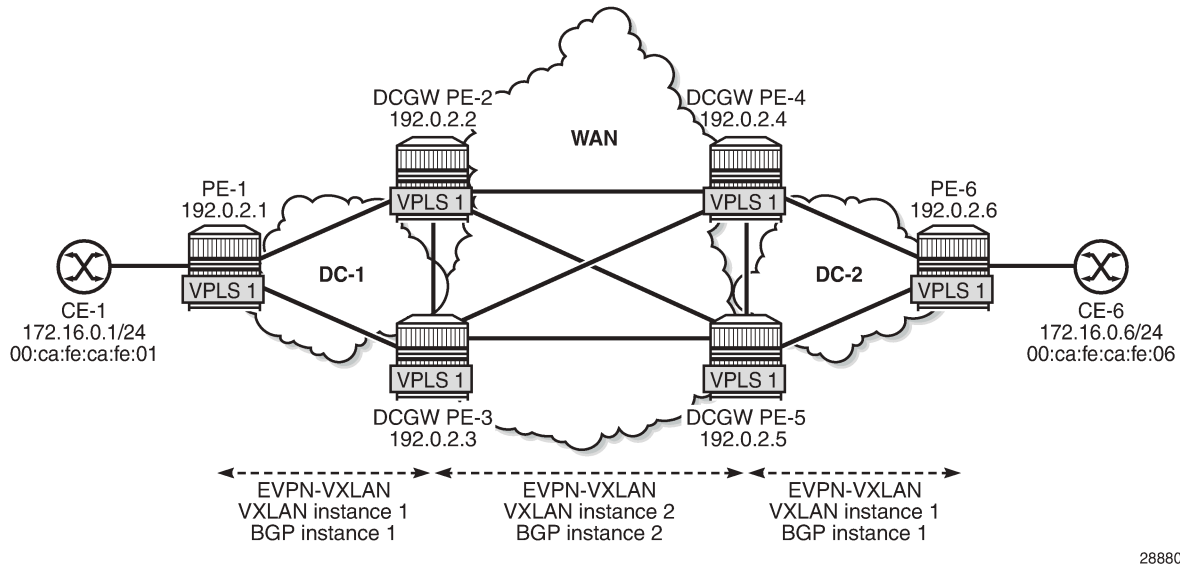 DCGW PE-2
192.0.2.2
DCGW PE-4
192.0.2.4
WAN
PE-1
192.0.2.1
VPLS 1
VPLS 1
PE-6
192.0.2.6
DC-1
DC-2
VPLS 1
VPLS 1
CE-1
172.16.0.1/24
00:ca:fe:ca:fe:01
CE-6
172.16.0.6/24
00:ca:fe:ca:fe:06
VPLS 1
VPLS 1
DCGW PE-3
192.0.2.3
DCGW PE-5
192.0.2.5
EVPN-VXLAN
VXLAN instance 1
BGP instance 1
EVPN-VXLAN
VXLAN instance 2
BGP instance 2
EVPN-VXLAN
VXLAN instance 1
BGP instance 1
28880